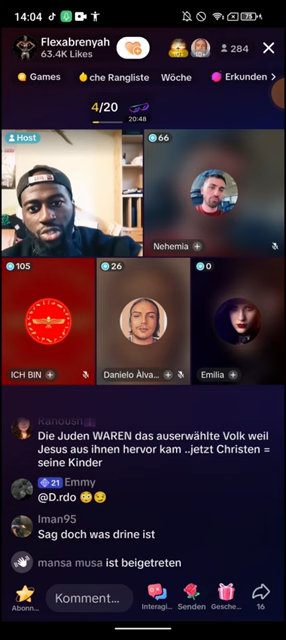 14:04
75
Flexabrenyah
63.4K Likes
284
Games
che Rangliste
Wöche
Erkunden >
4/20
20:48
Host
66
Nehemia
105
26
0
ICH BIN
Danielo Àlva...
Emilia
Ranoush
Die Juden WAREN das auserwählte Volk weil
Jesus aus ihnen hervor kam ..jetzt Christen =
seine Kinder
21 Emmy
@D.rdo 😳😏
Iman95
Sag doch was drine ist
mansa musa ist beigetreten
Komment...
Abonn...
Interagi...
Senden
Gesche...
16